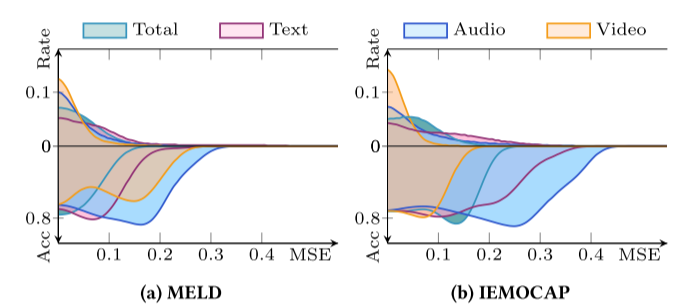 Total Text Audio Video
Rate Rate
0.1 0.1
0 0
0.8 0.8
Acc Acc
0.1 0.2 0.3 0.4 MSE 0.1 0.2 0.3 0.4 MSE
(a) MELD (b) IEMOCAP